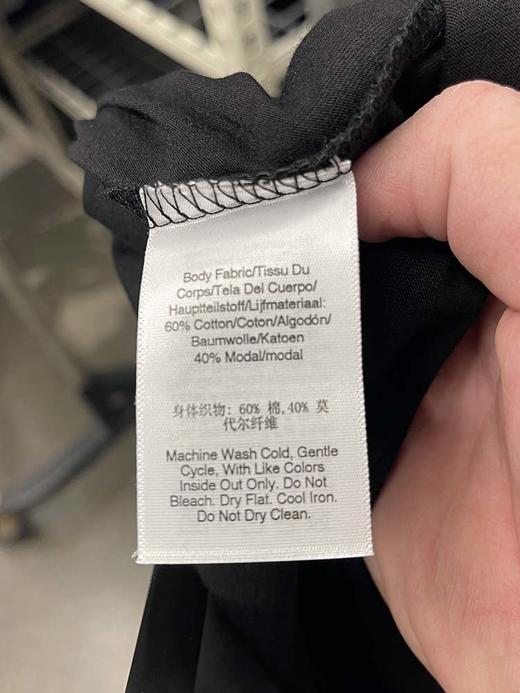 Body Fabric/Tissu Du
Corps/Tela Del Cuerpo/
Hauptteilstoff/Lijfmateriaal:
60% Cotton/Coton/Algodón/
Baumwolle/Katoen
40% Modal/modal
身体织物: 60% 棉,40% 莫
代尔纤维
Machine Wash Cold, Gentle
Cycle, With Like Colors
Inside Out Only. Do Not
Bleach. Dry Flat. Cool Iron.
Do Not Dry Clean.